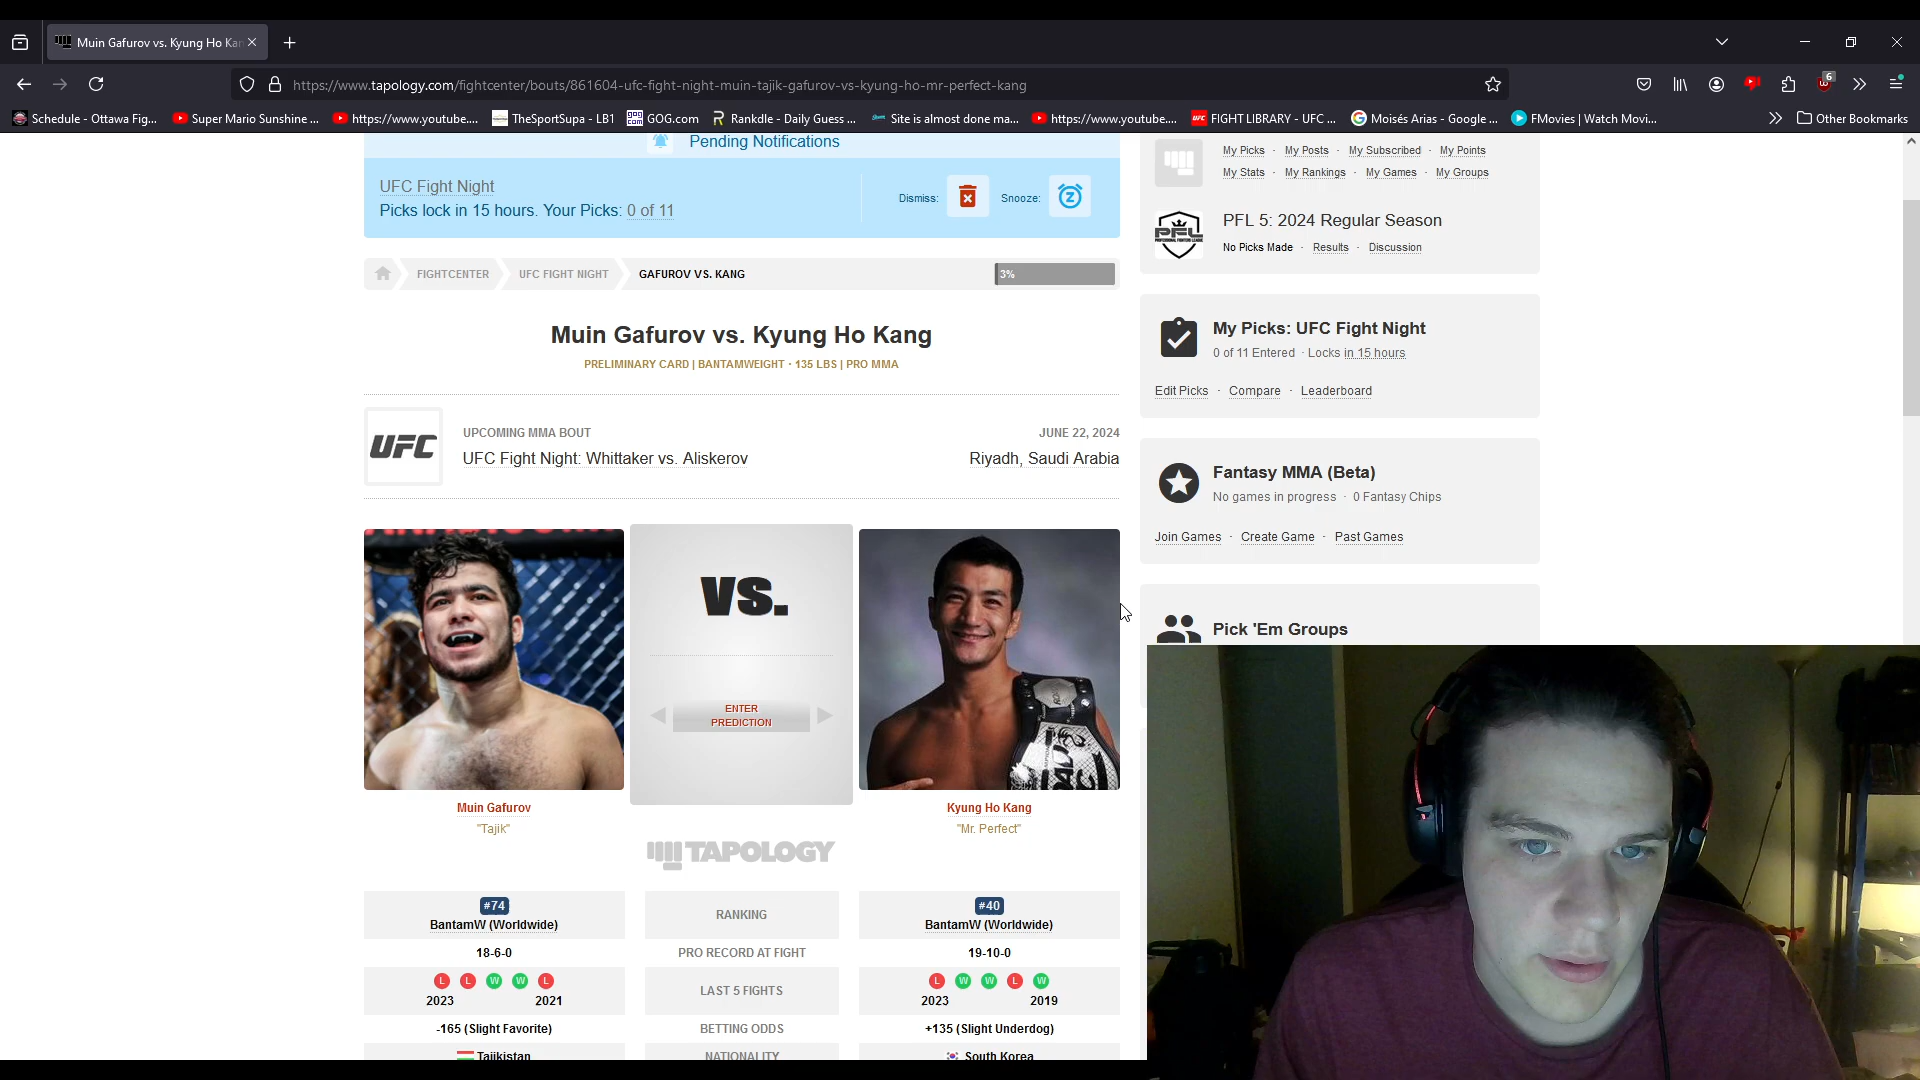 Muin Gafurov vs. Kyung Ho Kan
https://www.tapology.com/fightcenter/bouts/861604-ufc-fight-night-muin-tajik-gafurov-vs-kyung-ho-mr-perfect-kang
6
Schedule - Ottawa Fig...
Super Mario Sunshine ...
https://www.youtube....
TheSportSupa - LB1
GOG.com
Rankdle - Daily Guess ...
Site is almost done ma...
https://www.youtube....
FIGHT LIBRARY - UFC ...
Moisés Arias - Google ...
FMovies | Watch Movi...
Other Bookmarks
Pending Notifications
UFC Fight Night
Picks lock in 15 hours. Your Picks: 0 of 11
Dismiss:
Snooze:
FIGHTCENTER
UFC FIGHT NIGHT
GAFUROV VS. KANG
3%
Muin Gafurov vs. Kyung Ho Kang
PRELIMINARY CARD | BANTAMWEIGHT · 135 LBS | PRO MMA
UFC
UPCOMING MMA BOUT
JUNE 22, 2024
UFC Fight Night: Whittaker vs. Aliskerov
Riyadh, Saudi Arabia
VS.
ENTER
PREDICTION
Muin Gafurov
"Tajik"
Kyung Ho Kang
"Mr. Perfect"
TAPOLOGY
#74
BantamW (Worldwide)
RANKING
#40
BantamW (Worldwide)
18-6-0
PRO RECORD AT FIGHT
19-10-0
L L W W L
2023 2021
LAST 5 FIGHTS
L W W L W
2023 2019
-165 (Slight Favorite)
BETTING ODDS
+135 (Slight Underdog)
Tajikistan
NATIONALITY
South Korea
My Picks · My Posts · My Subscribed · My Points
My Stats · My Rankings · My Games · My Groups
PFL
PFL 5: 2024 Regular Season
No Picks Made · Results · Discussion
My Picks: UFC Fight Night
0 of 11 Entered · Locks in 15 hours
Edit Picks · Compare · Leaderboard
Fantasy MMA (Beta)
No games in progress · 0 Fantasy Chips
Join Games · Create Game · Past Games
Pick 'Em Groups